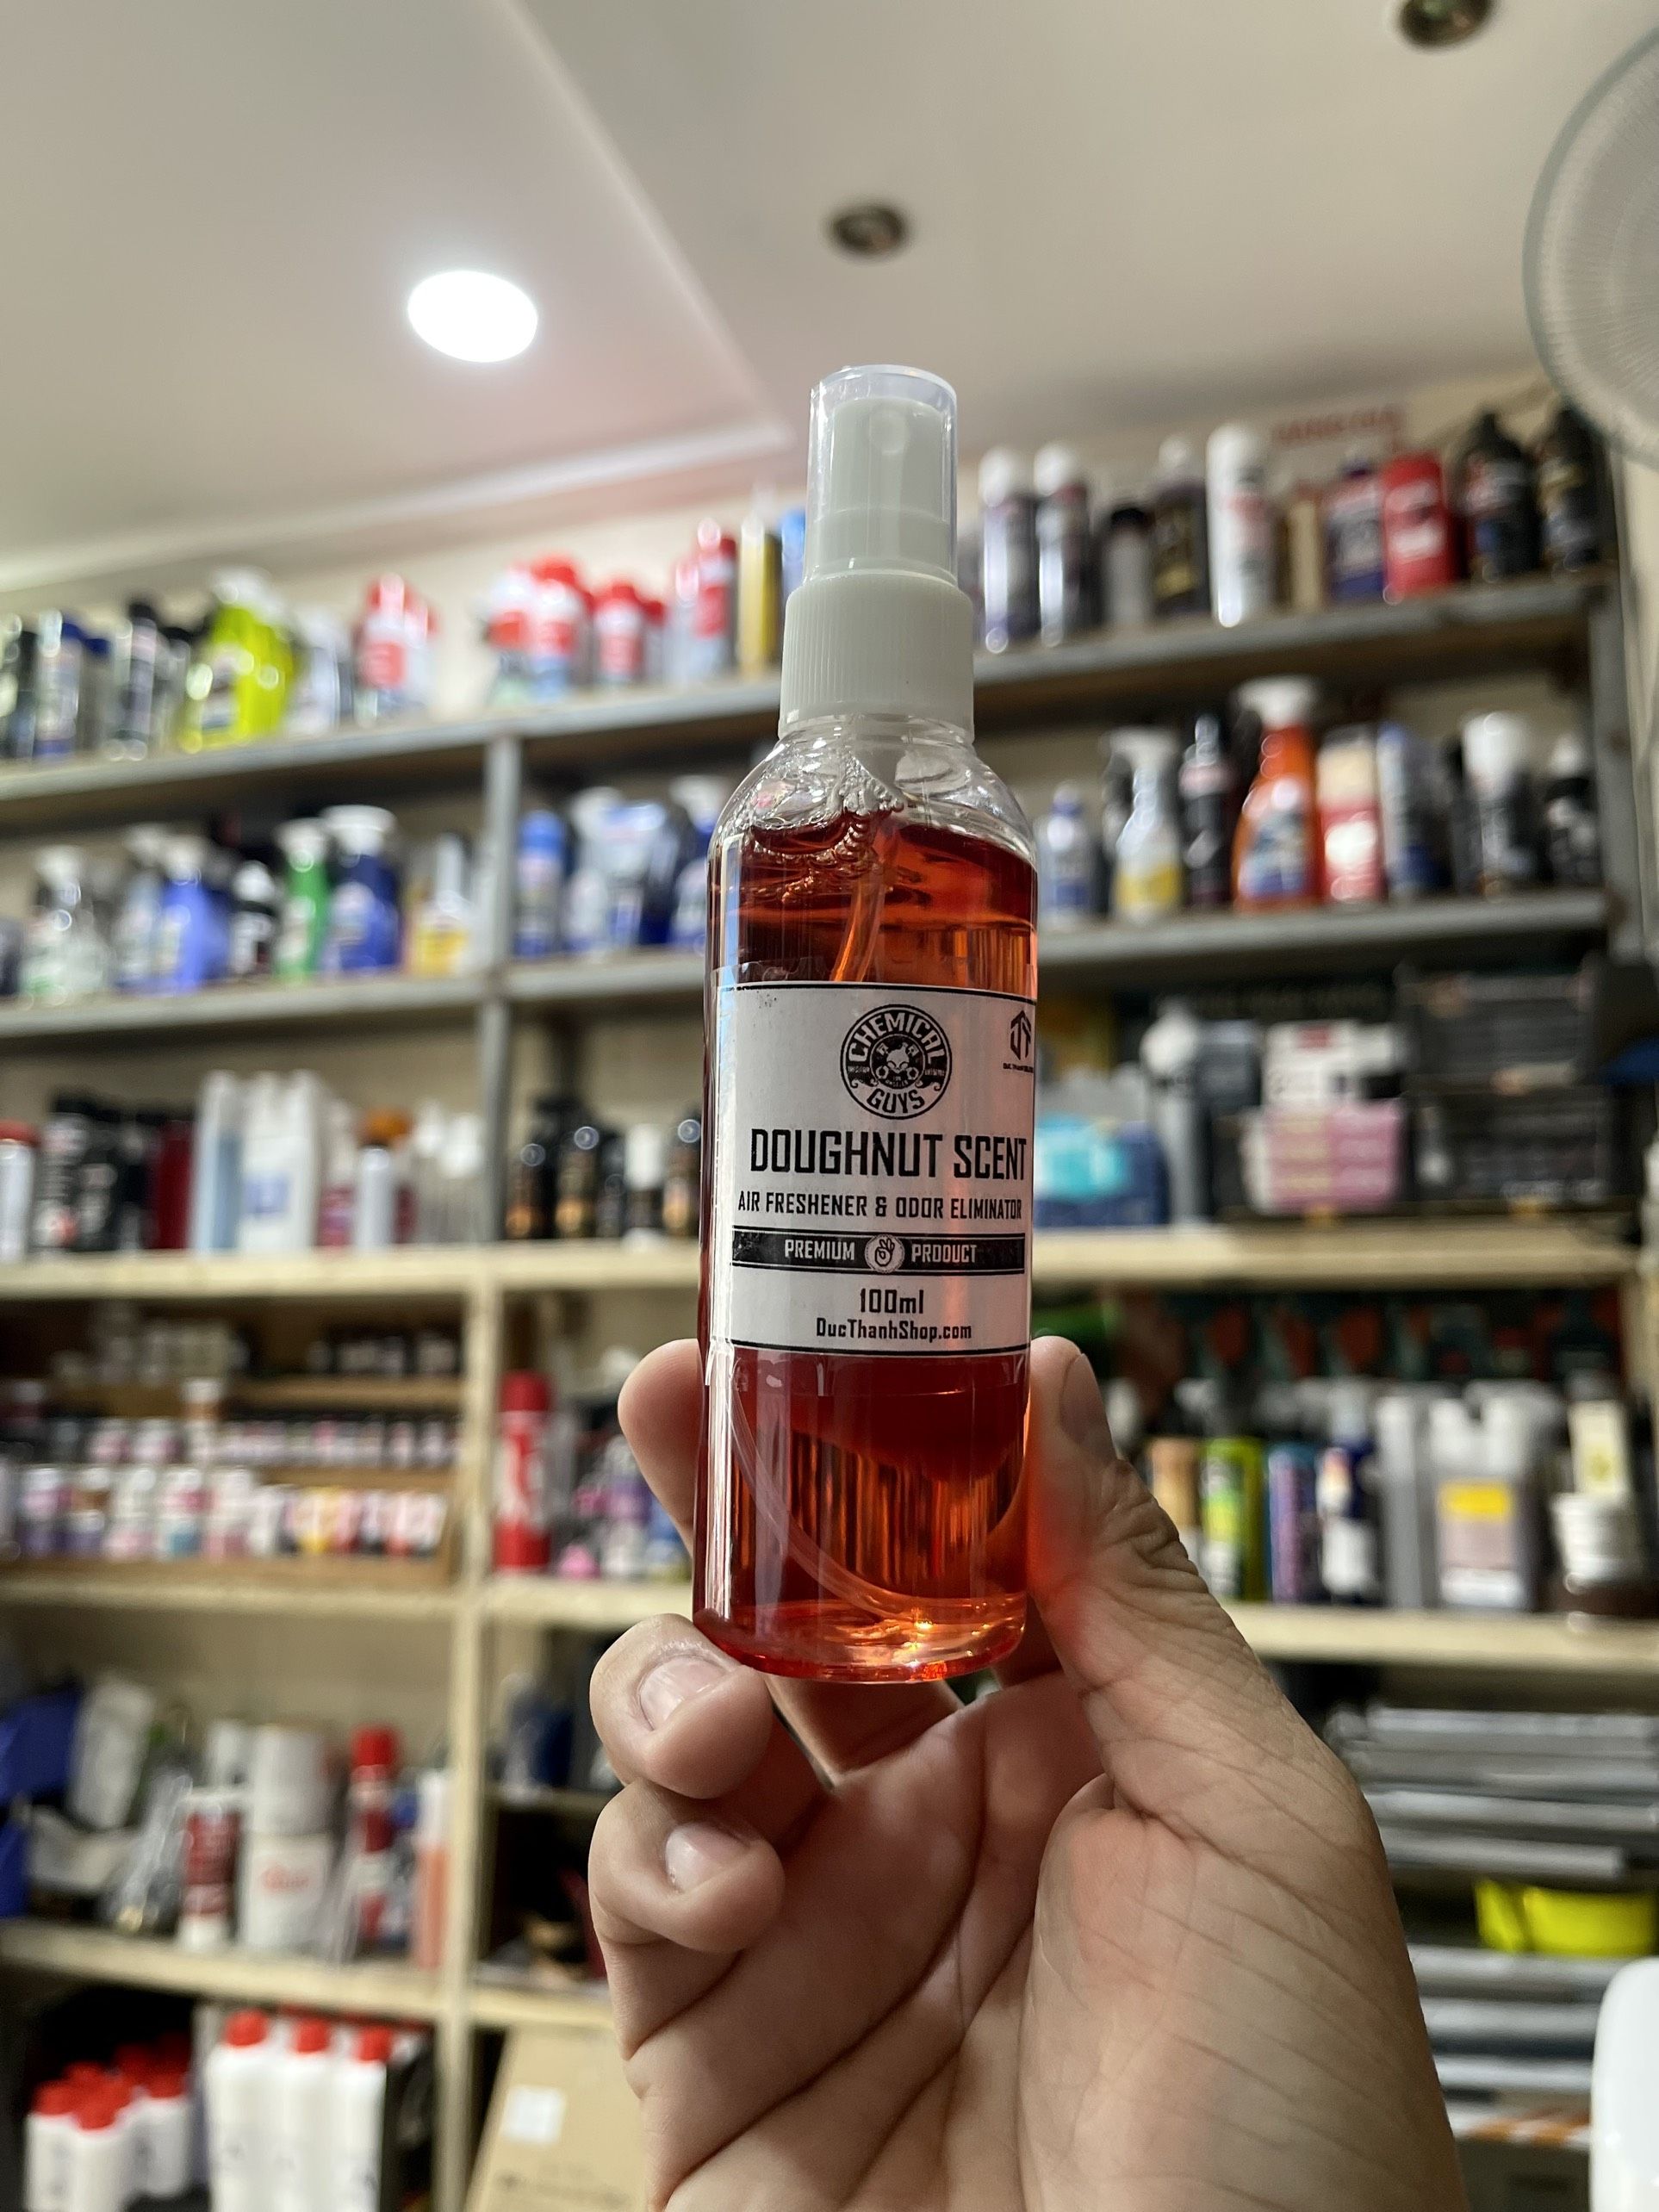 CHEMICAL
GUYS
DOUGHNUT SCENT
AIR FRESHENER & ODOR ELIMINATOR
PREMIUM PRODUCT
100ml
DucThanhShop.com